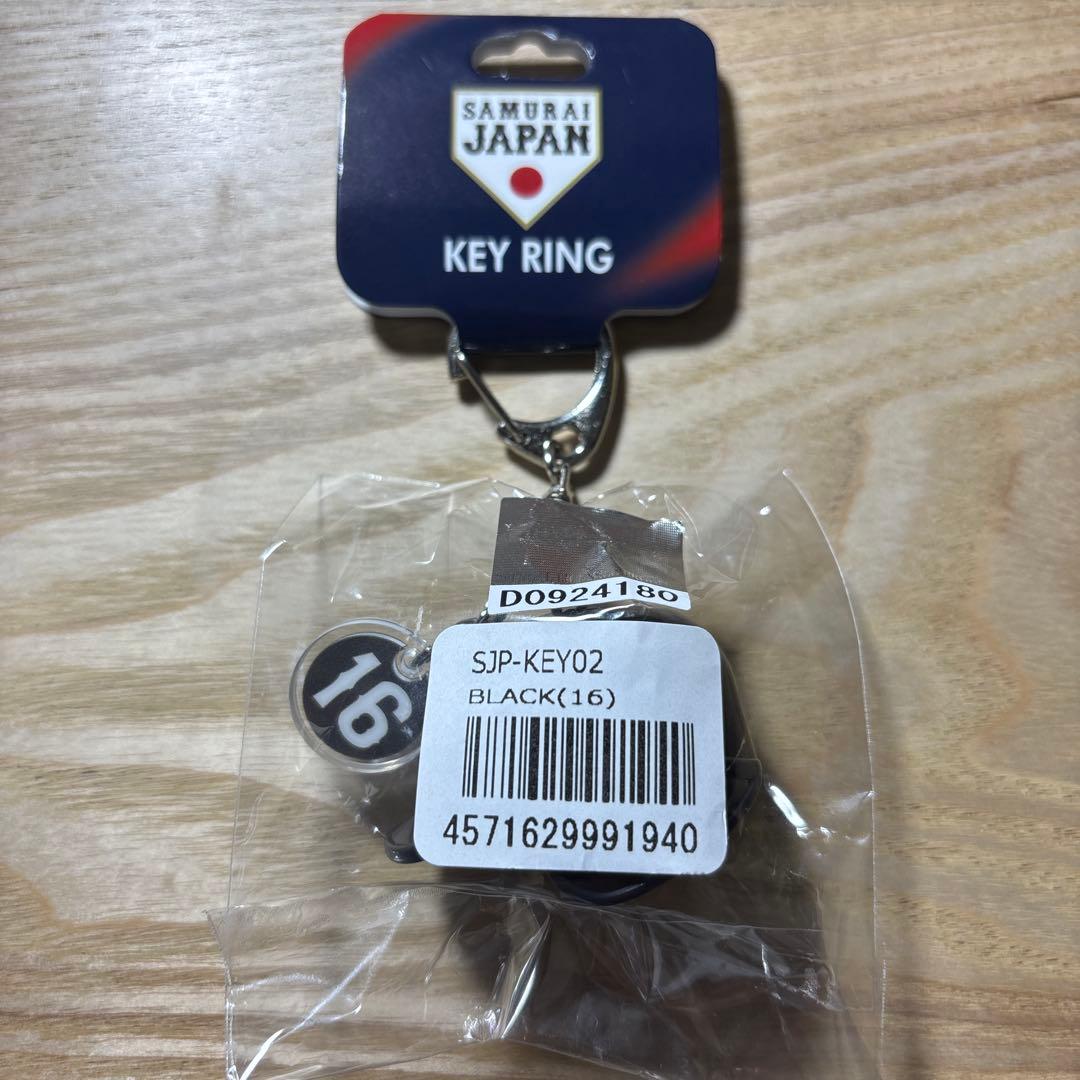 SAMURAI
JAPAN
KEY RING
D0924180
SJP-KEY02
BLACK(16)
4571629991940
16